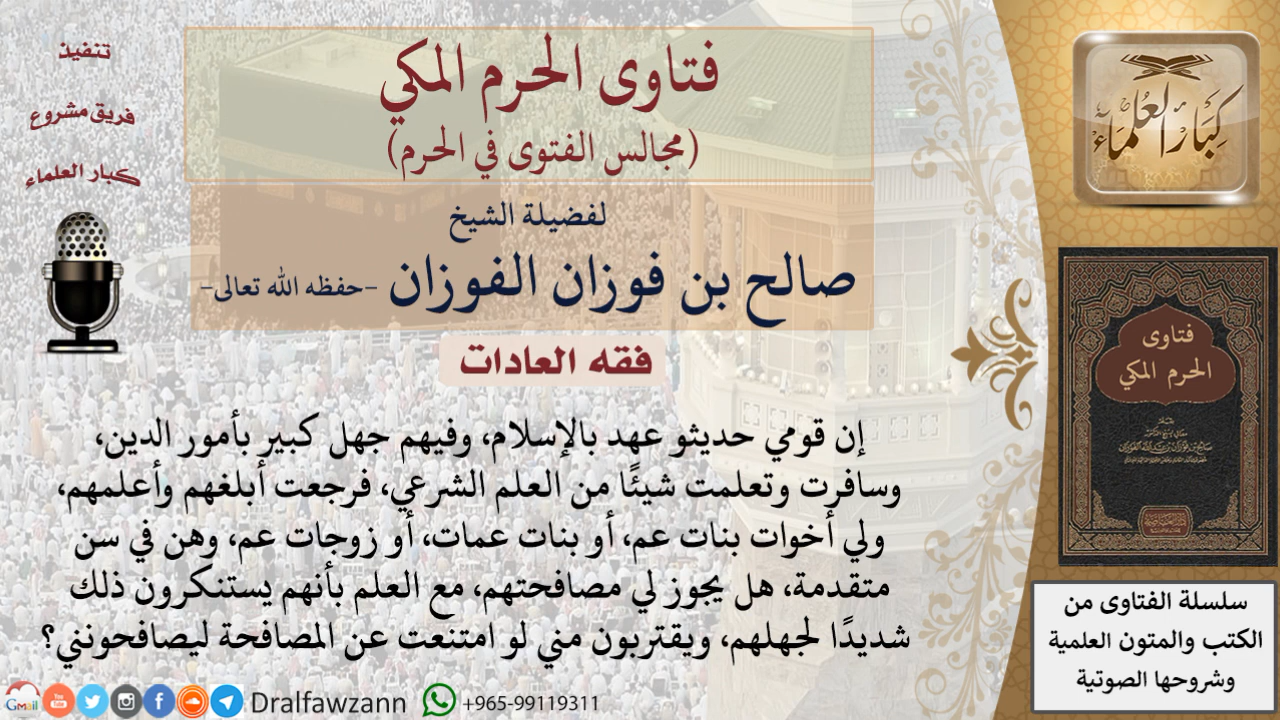 فتاوى الحرم المكي
(مجالس الفتوى في الحرم)
لفضيلة الشيخ
صالح بن فوزان الفوزان -حفظه الله تعالى-
فقه العادات
إن قومي حديثو عهد بالإسلام، وفيهم جهل كبير بأمور الدين،
وسافرت وتعلمت شيئًا من العلم الشرعي، فرجعت أبلغهم وأعلمهم،
ولي أخوات بنات عم، أو بنات عمات، أو زوجات عم، وهن في سن
متقدمة، هل يجوز لي مصافحتهم، مع العلم بأنهم يستنكرون ذلك
شديدًا لجهلهم، ويقتربون مني لو امتنعت عن المصافحة ليصافحونني؟
تنفيذ
فريق مشروع
كبار العلماء
كبار العلماء
فتاوى
الحرم المكي
سلسلة الفتاوى من
الكتب والمتون العلمية
وشروحها الصوتية
Gmail
You
Tube
Dralfawzann
+965-99119311